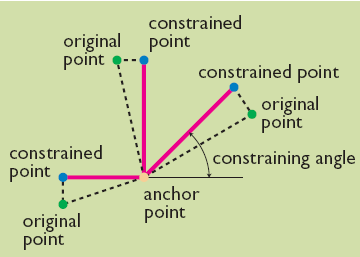 original
point
constrained
point
constrained point
original
point
constraining angle
constrained
point
anchor
point
original
point